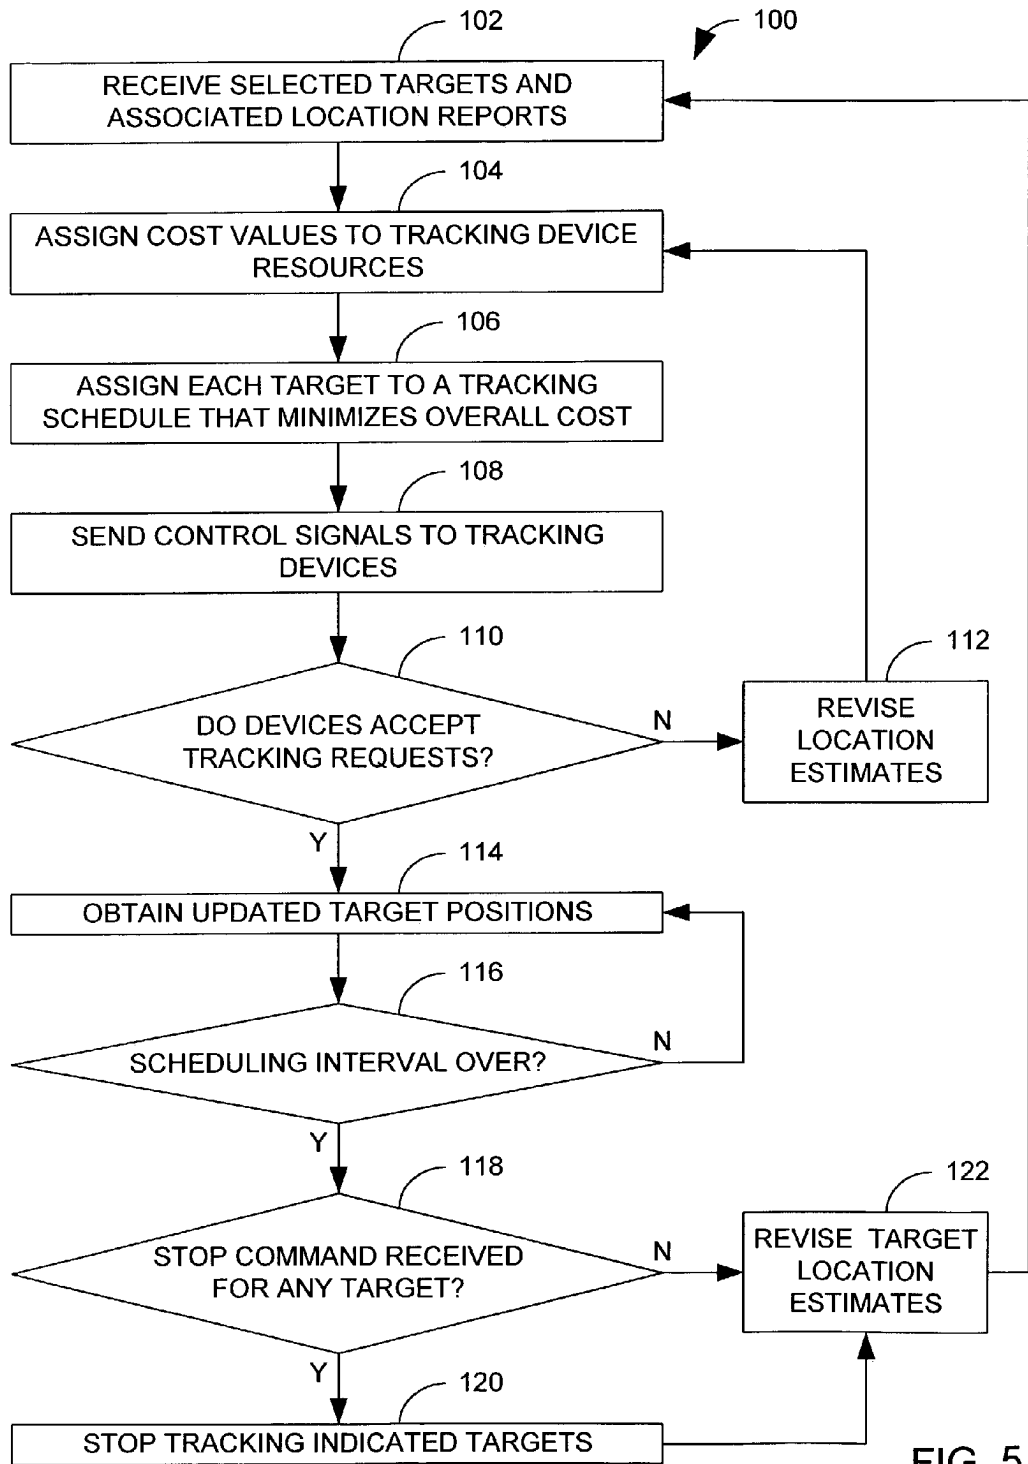 102
100
RECEIVE SELECTED TARGETS AND
ASSOCIATED LOCATION REPORTS
104
ASSIGN COST VALUES TO TRACKING DEVICE
RESOURCES
106
ASSIGN EACH TARGET TO A TRACKING
SCHEDULE THAT MINIMIZES OVERALL COST
108
SEND CONTROL SIGNALS TO TRACKING
DEVICES
110
DO DEVICES ACCEPT
TRACKING REQUESTS?
N
112
REVISE
LOCATION
ESTIMATES
Y
114
OBTAIN UPDATED TARGET POSITIONS
116
SCHEDULING INTERVAL OVER?
N
Y
118
STOP COMMAND RECEIVED
FOR ANY TARGET?
N
122
REVISE TARGET
LOCATION
ESTIMATES
Y
120
STOP TRACKING INDICATED TARGETS
FIG. 5